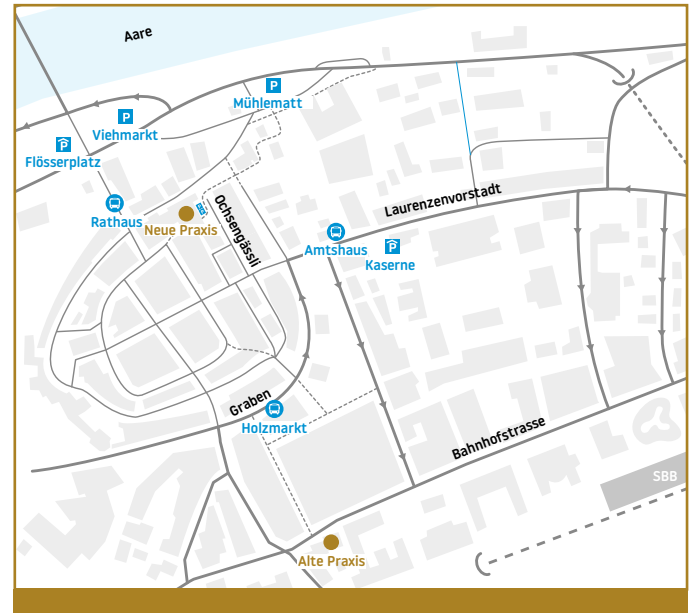 Aare
P
Mühlematt
P
Viehmarkt
P
Flösserplatz
Rathaus
Neue Praxis
Ochsengässli
Laurenzenvorstadt
Amtshaus
P
Kaserne
Graben
Holzmarkt
Bahnhofstrasse
SBB
Alte Praxis